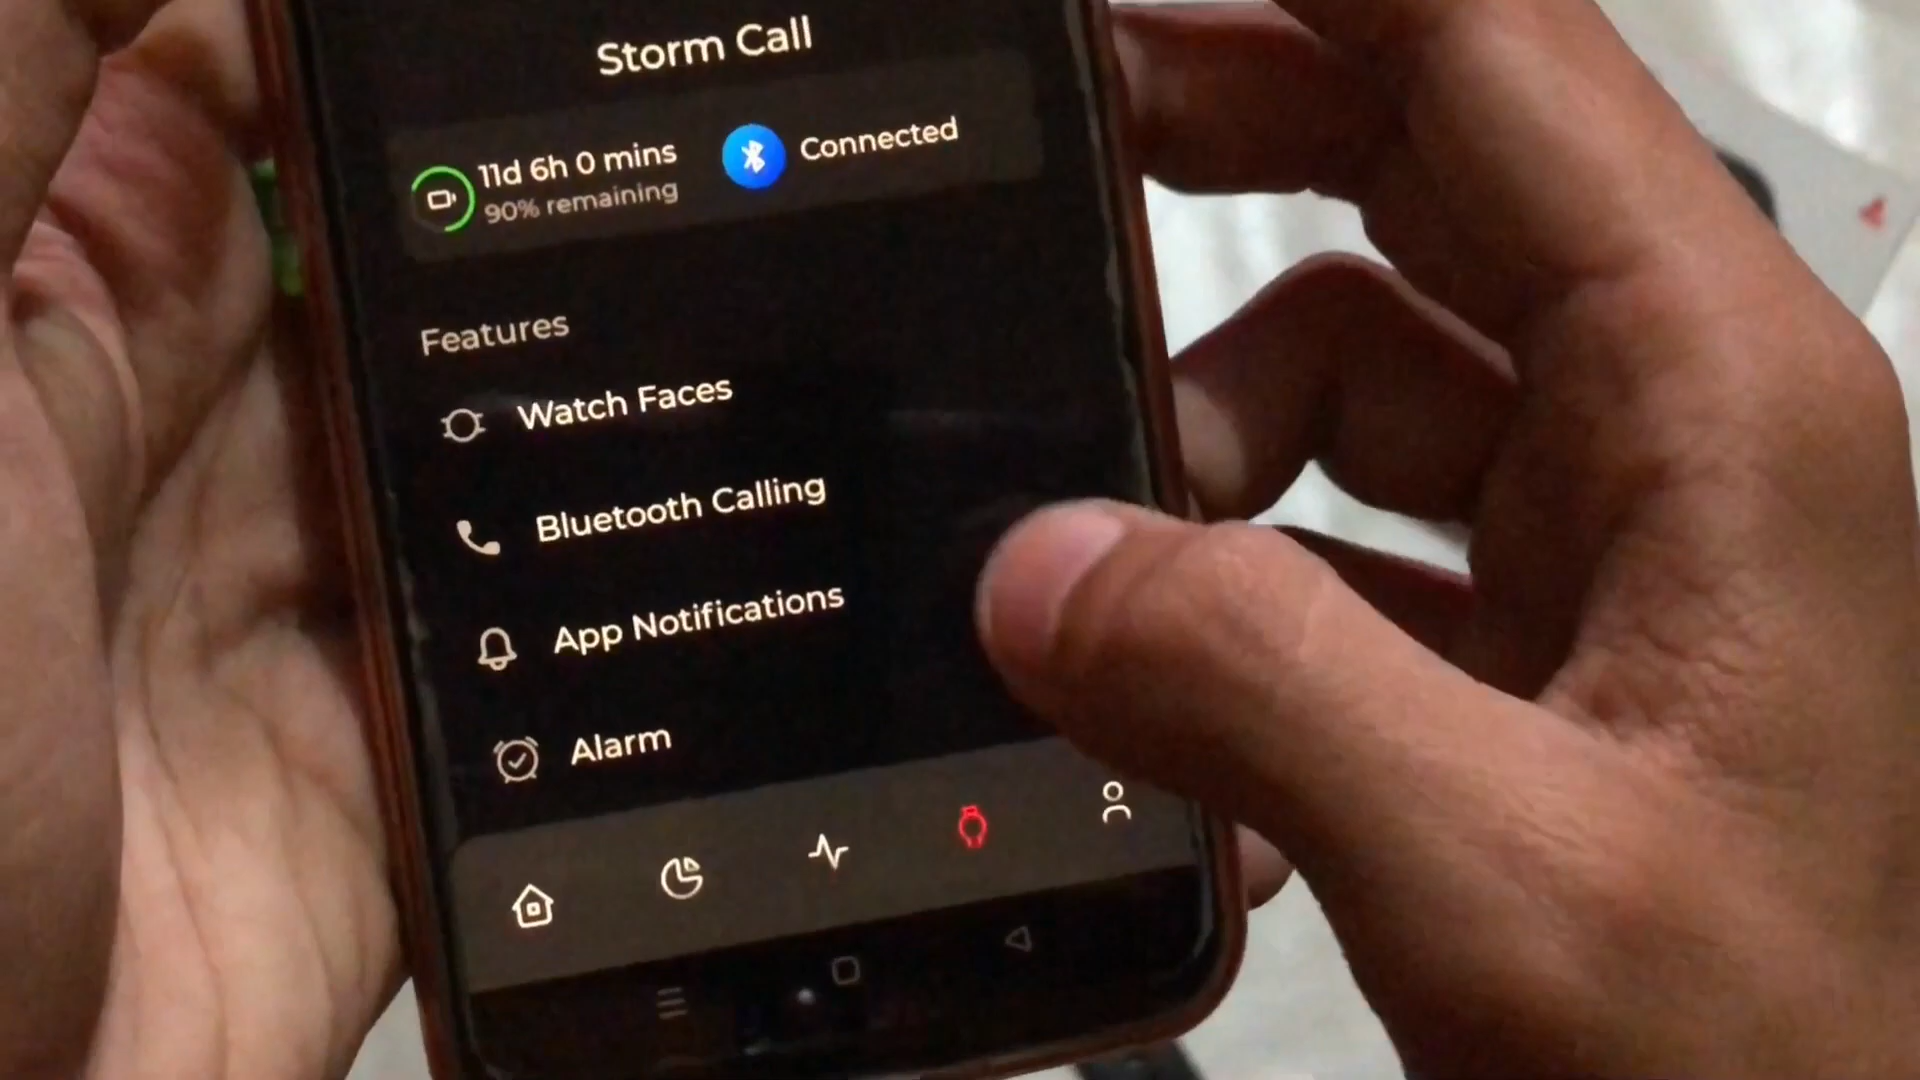 Storm Call
11d 6h 0 mins
90% remaining
Connected
Features
Watch Faces
Bluetooth Calling
App Notifications
Alarm